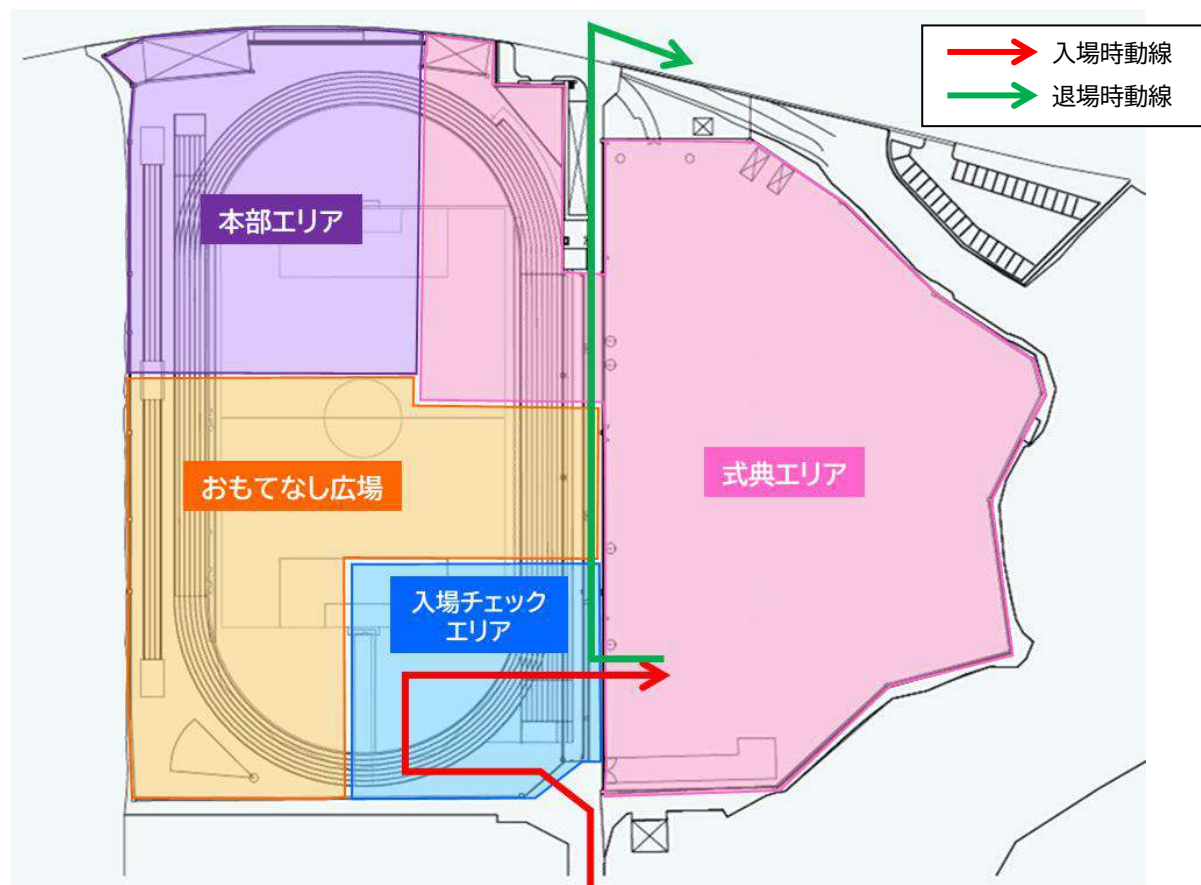 入場時動線
退場時動線
本部エリア
おもてなし広場
式典エリア
入場チェック
エリア